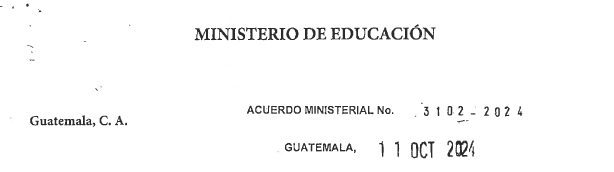 MINISTERIO DE EDUCACIÓN
ACUERDO MINISTERIAL No. 3102-2024
Guatemala, C. A.
GUATEMALA, 11 OCT 2024